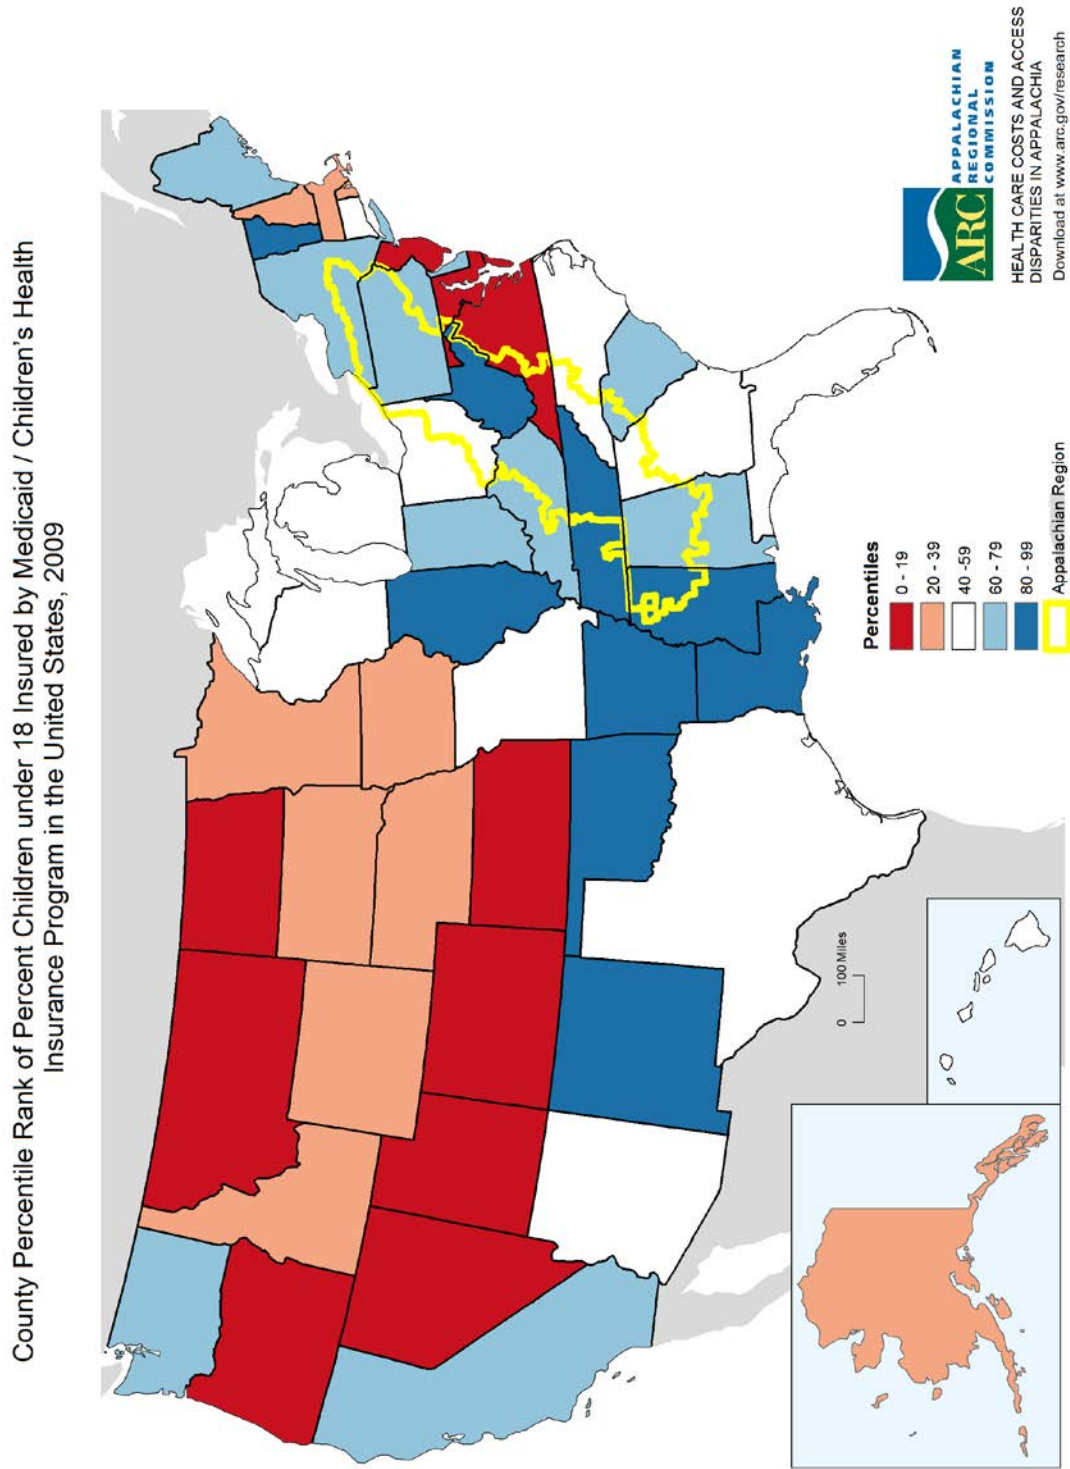 County Percentile Rank of Percent Children under 18 Insured by Medicaid / Children's Health
Insurance Program in the United States, 2009
0 100 Miles
Percentiles
0 - 19
20 - 39
40 -59
60 - 79
80 - 99
Appalachian Region
ARC
APPALACHIAN
REGIONAL
COMMISSION
HEALTH CARE COSTS AND ACCESS
DISPARITIES IN APPALACHIA
Download at www.arc.gov/research